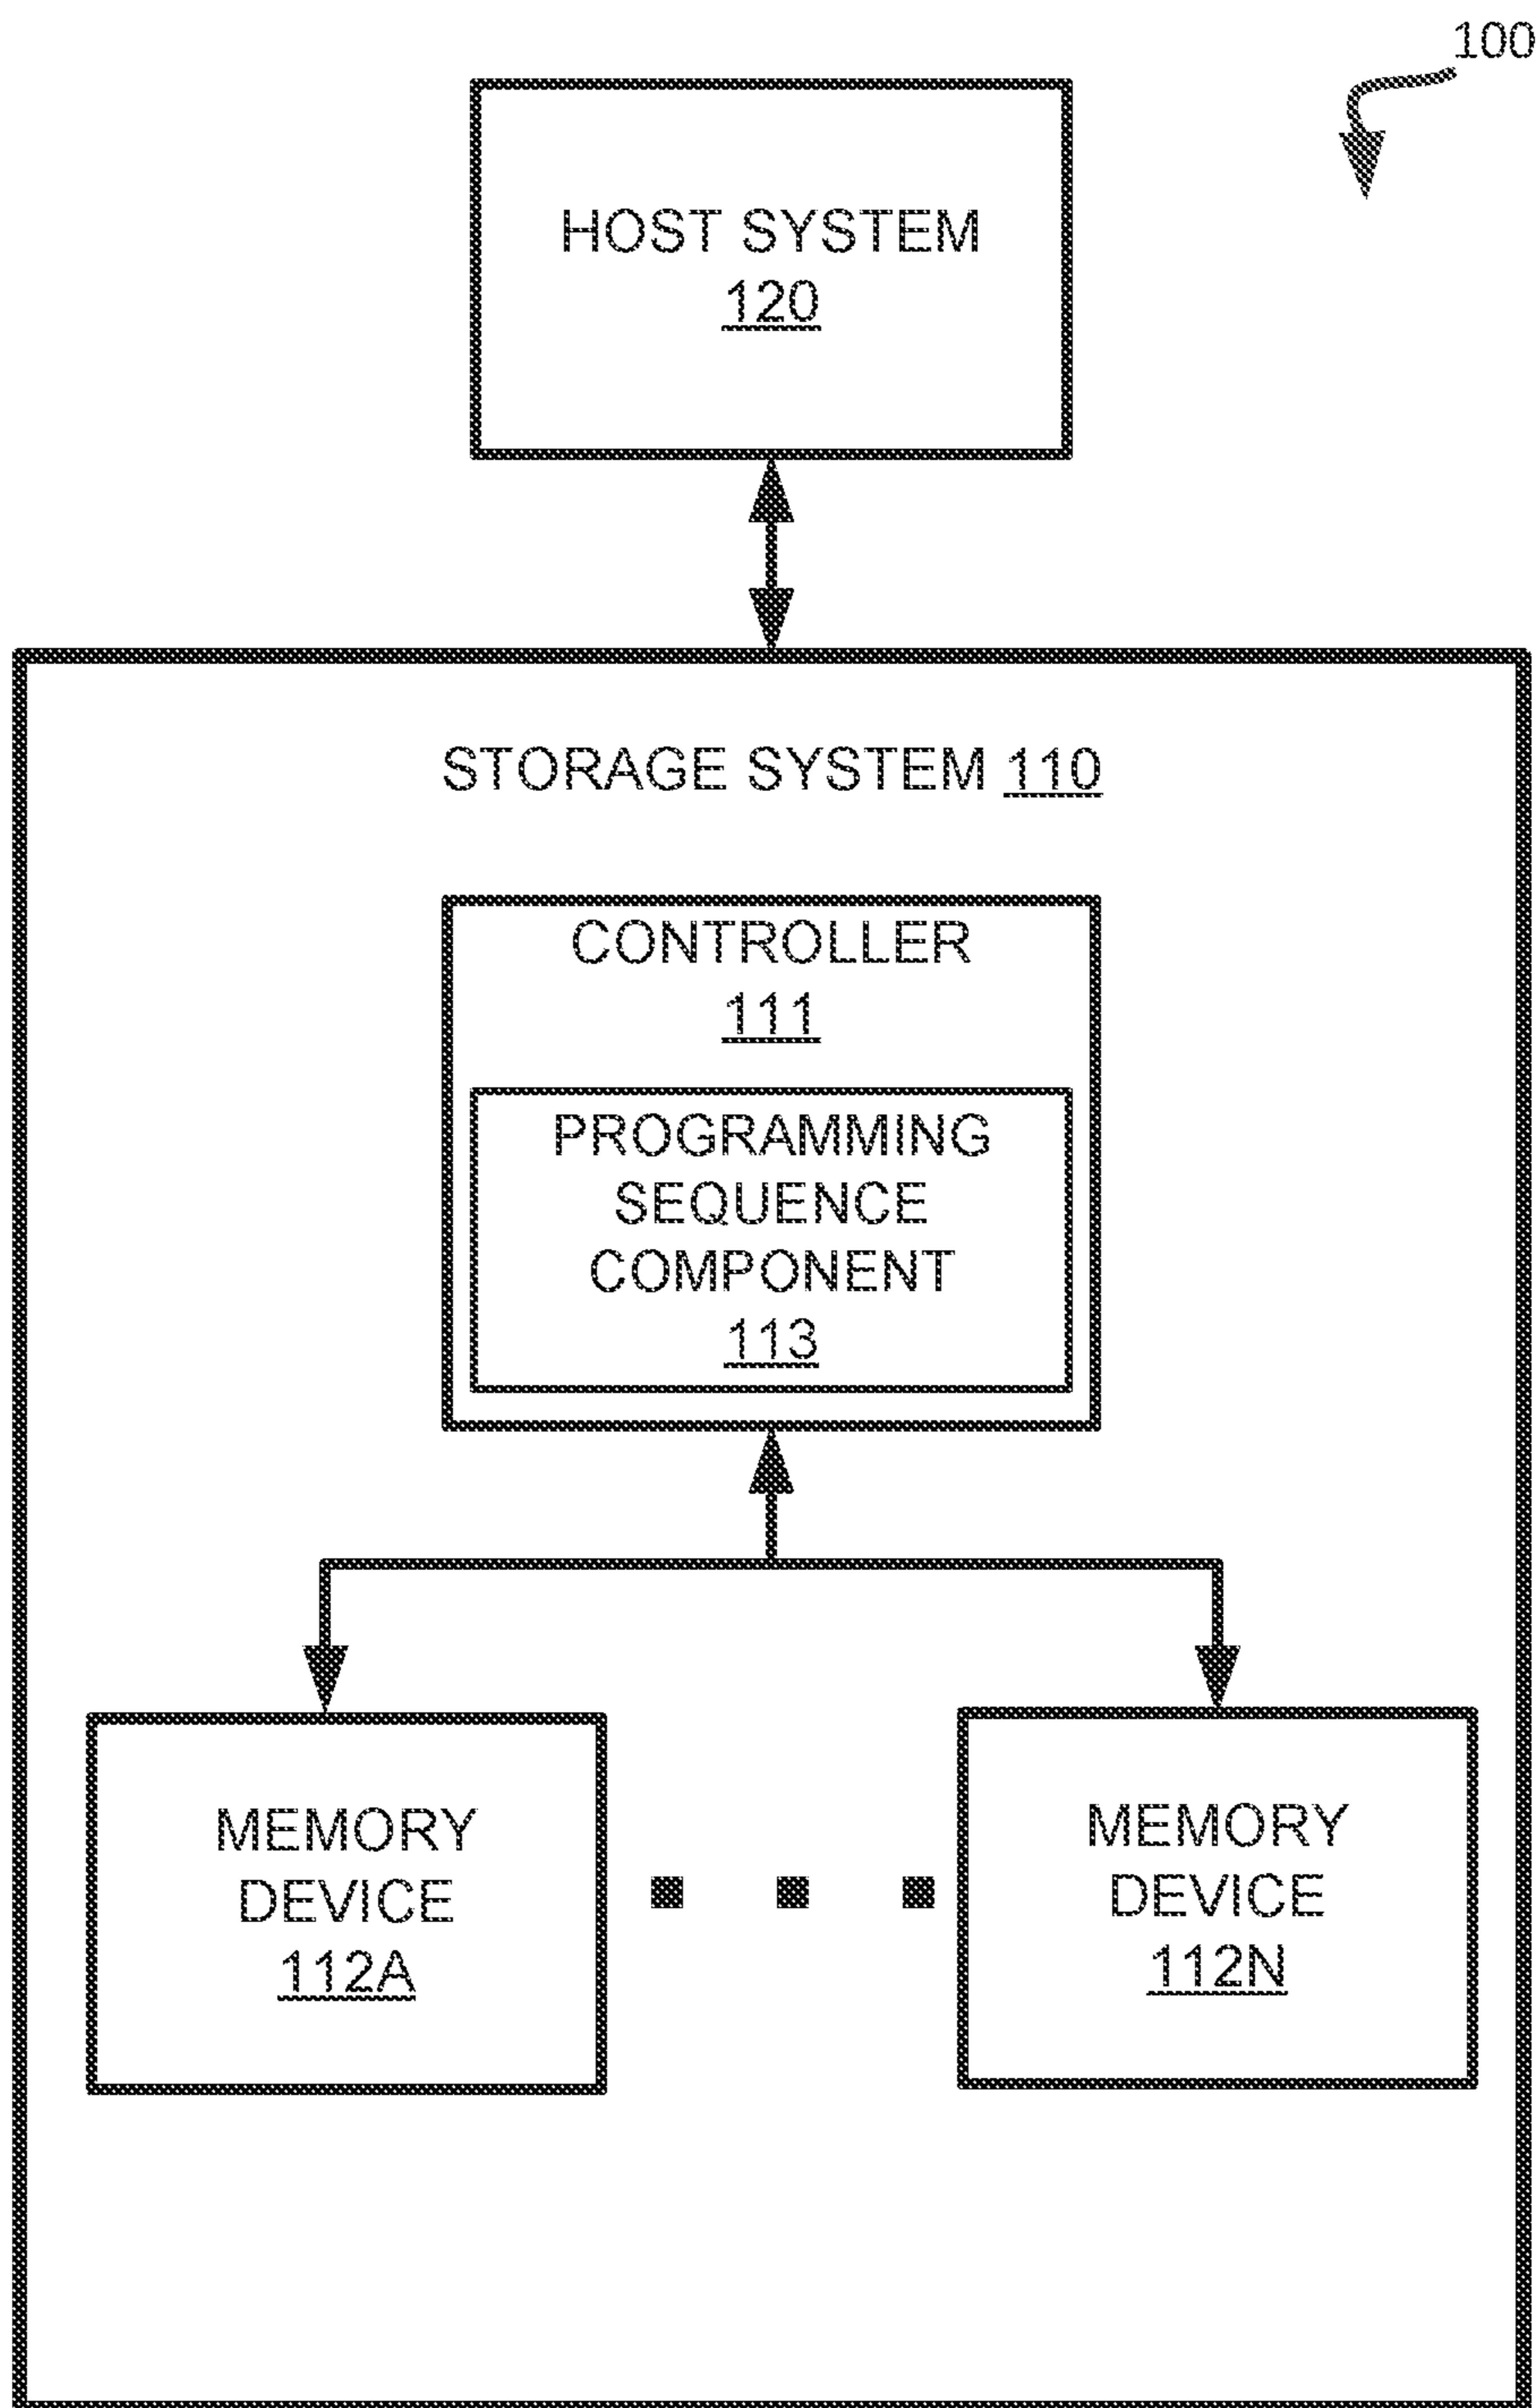 100
HOST SYSTEM
120
STORAGE SYSTEM 110
CONTROLLER
111
PROGRAMMING
SEQUENCE
COMPONENT
113
MEMORY
DEVICE
112A
MEMORY
DEVICE
112N